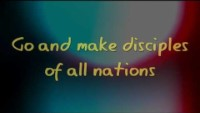 Go and make disciples
of all nations